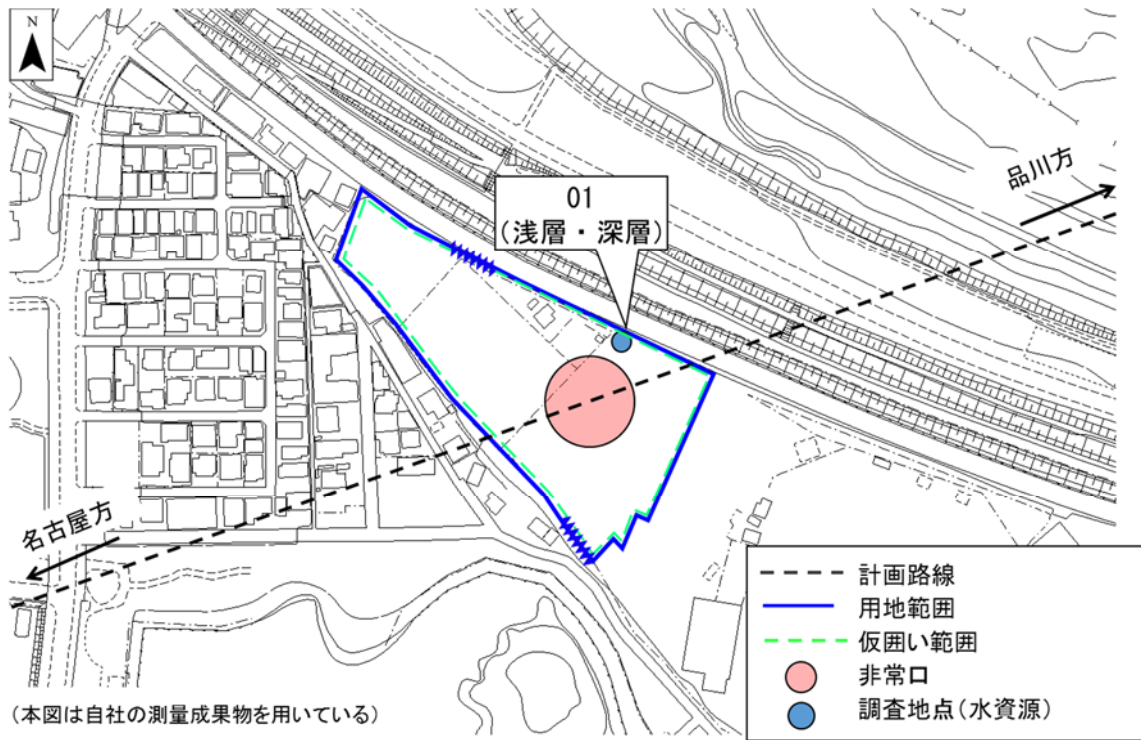 N
01
(浅層・深層)
品川方
名古屋方
計画路線
用地範囲
仮囲い範囲
非常口
調査地点(水資源)
(本図は自社の測量成果物を用いている)